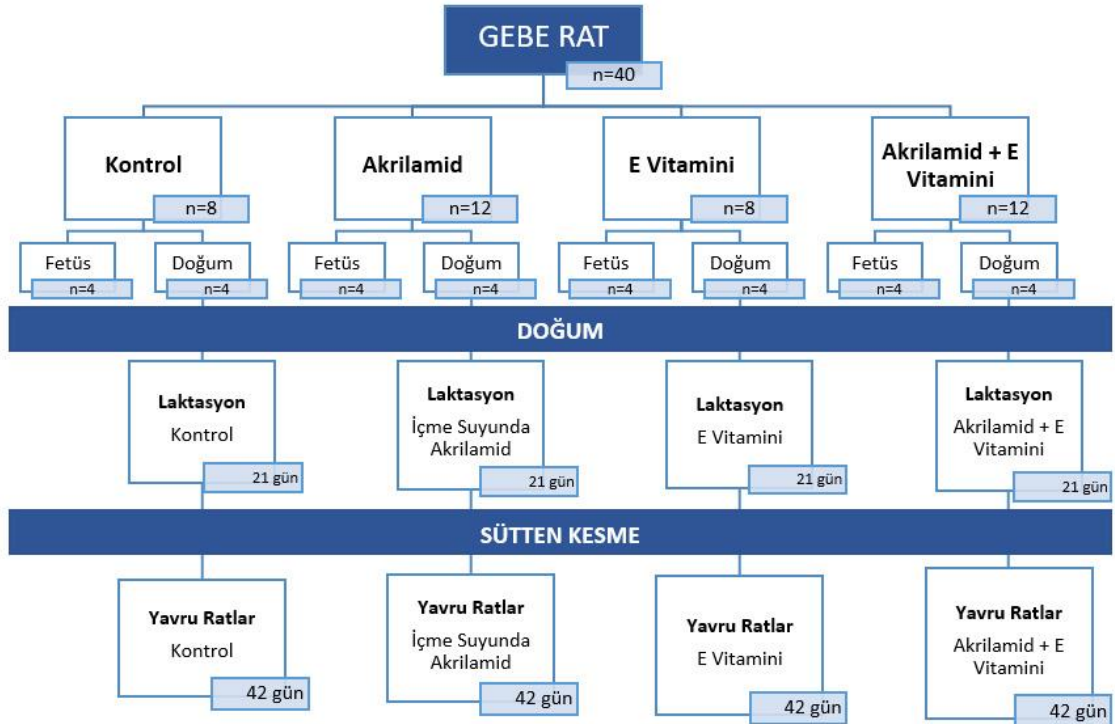 GEBE RAT
n=40
Kontrol
n=8
Akrilamid
n=12
E Vitamini
n=8
Akrilamid + E
Vitamini
n=12
Fetüs
n=4
Doğum
n=4
Fetüs
n=4
Doğum
n=4
Fetüs
n=4
Doğum
n=4
Fetüs
n=4
Doğum
n=4
DOĞUM
Laktasyon
Kontrol
21 gün
Laktasyon
İçme Suyunda
Akrilamid
21 gün
Laktasyon
E Vitamini
21 gün
Laktasyon
Akrilamid + E
Vitamini
21 gün
SÜTTEN KESME
Yavru Ratlar
Kontrol
42 gün
Yavru Ratlar
İçme Suyunda
Akrilamid
42 gün
Yavru Ratlar
E Vitamini
42 gün
Yavru Ratlar
Akrilamid + E
Vitamini
42 gün